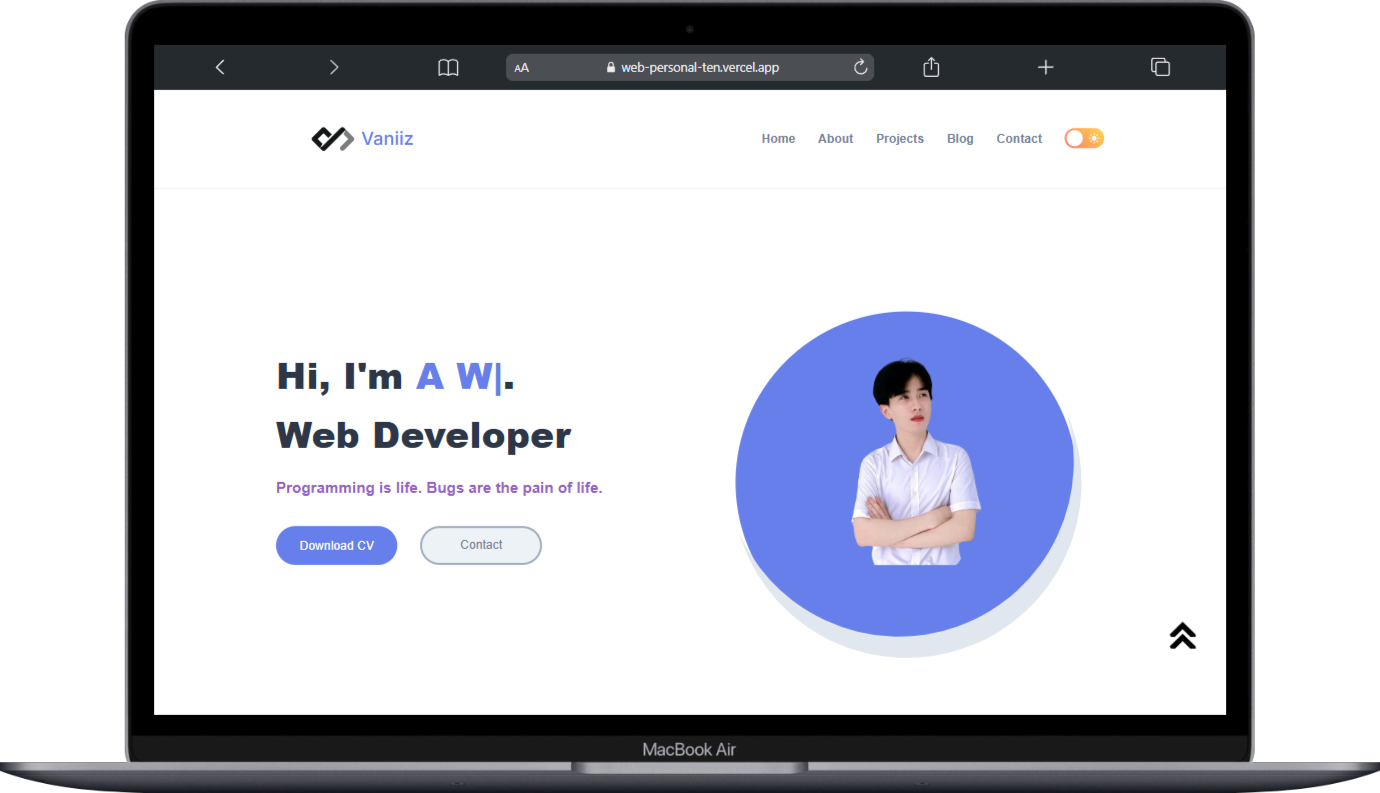 AA web-personal-ten.vercel.app
Vaniiz
Home About Projects Blog Contact
Hi, I'm A W|.
Web Developer
Programming is life. Bugs are the pain of life.
Download CV Contact
MacBook Air